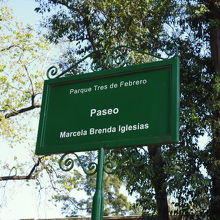 Parque Tres de Febrero
Paseo
Marcela Brenda Iglesias